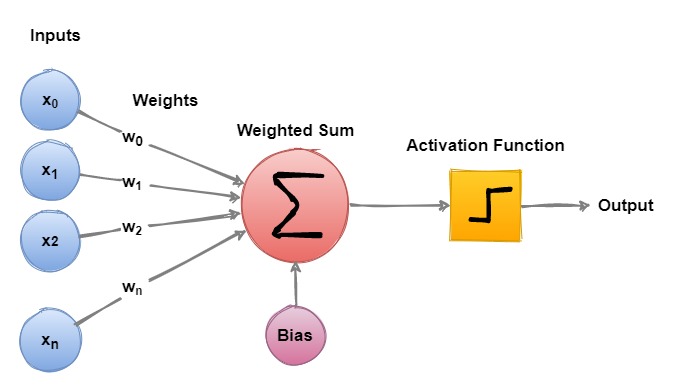 Inputs
x₀
Weights
w₀
Weighted Sum
Activation Function
x₁
w₁
Σ
Output
x2
w₂
wₙ
xₙ
Bias